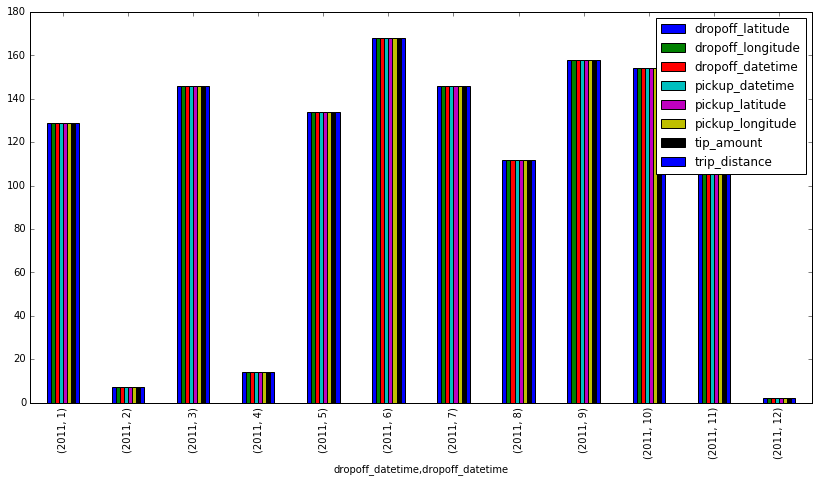 180
160
140
120
100
80
60
40
20
0
dropoff_latitude
dropoff_longitude
dropoff_datetime
pickup_datetime
pickup_latitude
pickup_longitude
tip_amount
trip_distance
(2011, 1)
(2011, 2)
(2011, 3)
(2011, 4)
(2011, 5)
(2011, 6)
(2011, 7)
(2011, 8)
(2011, 9)
(2011, 10)
(2011, 11)
(2011, 12)
dropoff_datetime,dropoff_datetime